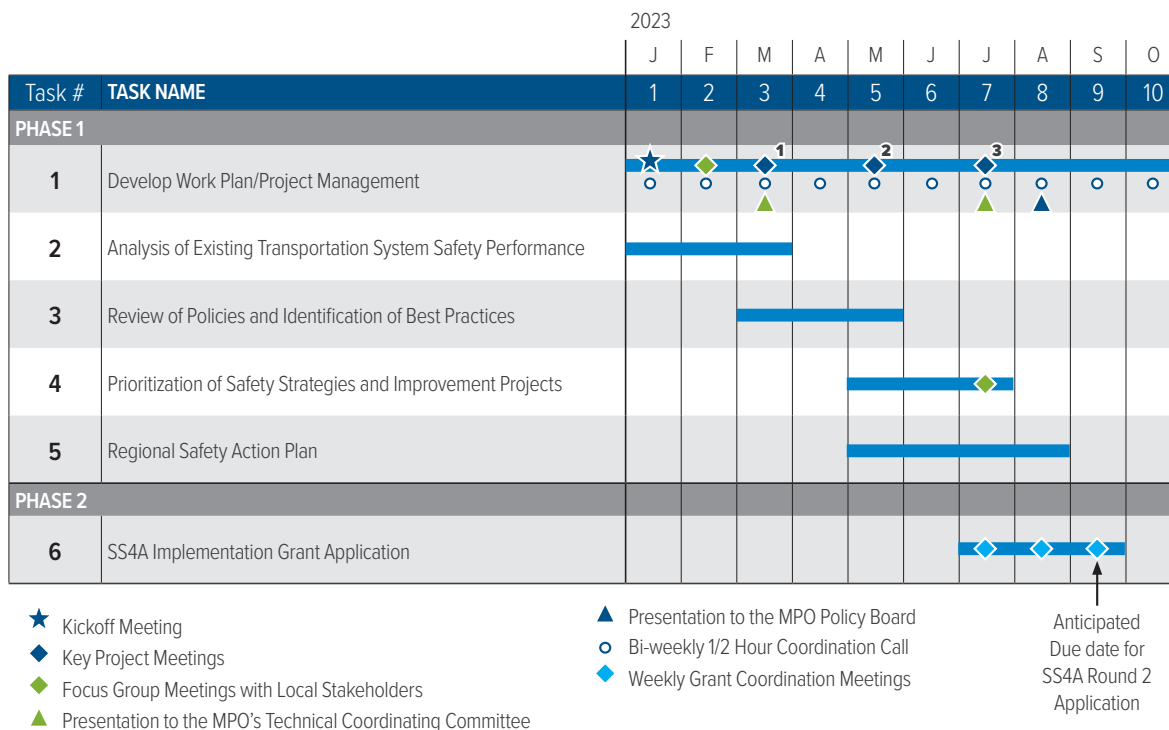 2023
J F M A M J J A S O
Task # TASK NAME 1 2 3 4 5 6 7 8 9 10
PHASE 1
1 2 3
1 Develop Work Plan/Project Management
2 Analysis of Existing Transportation System Safety Performance
3 Review of Policies and Identification of Best Practices
4 Prioritization of Safety Strategies and Improvement Projects
5 Regional Safety Action Plan
PHASE 2
6 SS4A Implementation Grant Application
Kickoff Meeting
Key Project Meetings
Focus Group Meetings with Local Stakeholders
Presentation to the MPO's Technical Coordinating Committee
Presentation to the MPO Policy Board
Bi-weekly 1/2 Hour Coordination Call
Weekly Grant Coordination Meetings
Anticipated
Due date for
SS4A Round 2
Application